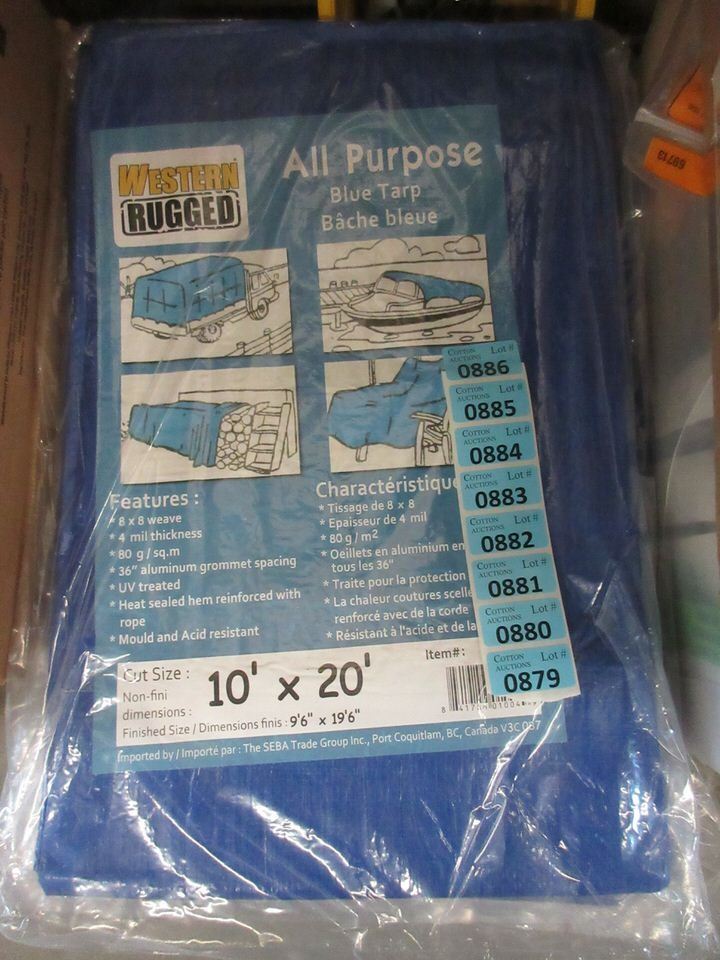 WESTERN
RUGGED
All Purpose
Blue Tarp
Bâche bleue
Features :
* 8 x 8 weave
* 4 mil thickness
* 80 g/sq.m
* 36" aluminum grommet spacing
* UV treated
* Heat sealed hem reinforced with
rope
* Mould and Acid resistant
Charactéristique
* Tissage de 8 x 8
* Epaisseur de 4 mil
* 80 g/ m2
* Oeillets en aluminium en
tous les 36"
* Traite pour la protection
* La chaleur coutures scelle
renforcé avec de la corde
* Résistant à l'acide et de la
COTTON AUCTIONS Lot #
0886
COTTON AUCTIONS Lot #
0885
COTTON AUCTIONS Lot #
0884
COTTON AUCTIONS Lot #
0883
COTTON AUCTIONS Lot #
0882
COTTON AUCTIONS Lot #
0881
COTTON AUCTIONS Lot #
0880
COTTON AUCTIONS Lot #
0879
Cut Size :
Non-fini
dimensions :
10' x 20'
Item#:
Finished Size / Dimensions finis : 9'6" x 19'6"
Imported by / Importé par : The SEBA Trade Group Inc., Port Coquitlam, BC, Canada V3C
69713